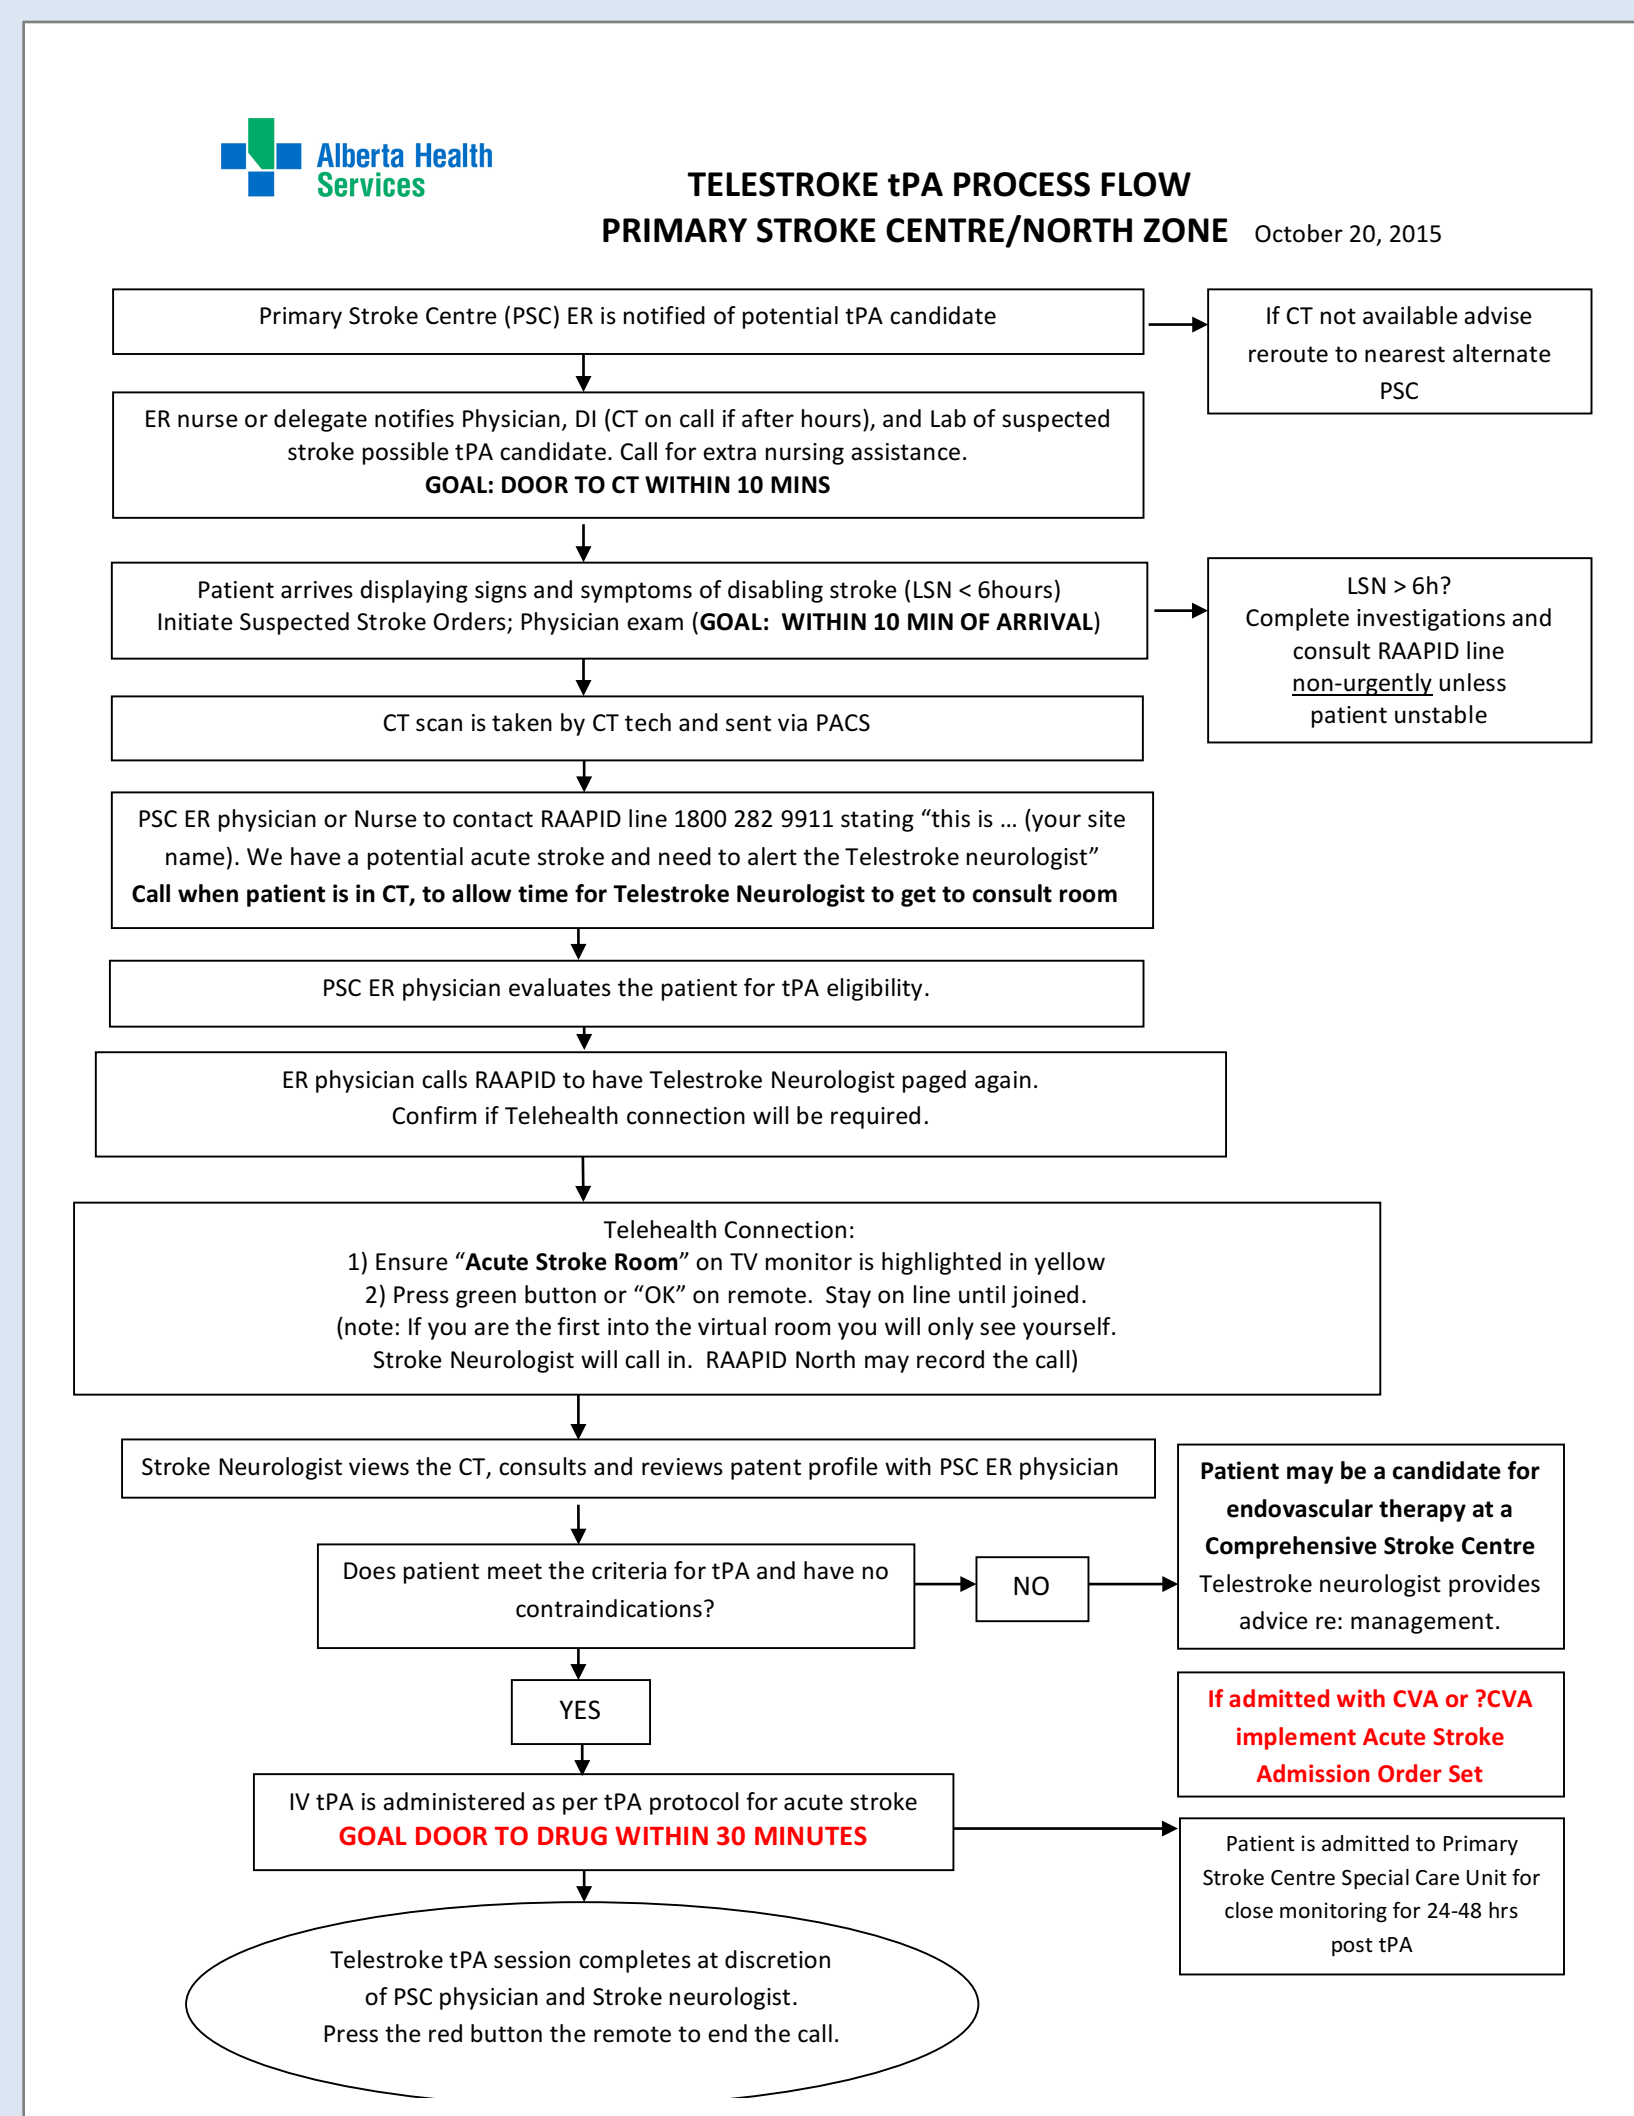 Alberta Health
Services
TELESTROKE tPA PROCESS FLOW
PRIMARY STROKE CENTRE/NORTH ZONE October 20, 2015
Primary Stroke Centre (PSC) ER is notified of potential tPA candidate
If CT not available advise
reroute to nearest alternate
PSC
ER nurse or delegate notifies Physician, DI (CT on call if after hours), and Lab of suspected
stroke possible tPA candidate. Call for extra nursing assistance.
GOAL: DOOR TO CT WITHIN 10 MINS
Patient arrives displaying signs and symptoms of disabling stroke (LSN < 6hours)
Initiate Suspected Stroke Orders; Physician exam (GOAL: WITHIN 10 MIN OF ARRIVAL)
LSN > 6h?
Complete investigations and
consult RAAPID line
non-urgently unless
patient unstable
CT scan is taken by CT tech and sent via PACS
PSC ER physician or Nurse to contact RAAPID line 1800 282 9911 stating “this is … (your site
name). We have a potential acute stroke and need to alert the Telestroke neurologist”
Call when patient is in CT, to allow time for Telestroke Neurologist to get to consult room
PSC ER physician evaluates the patient for tPA eligibility.
ER physician calls RAAPID to have Telestroke Neurologist paged again.
Confirm if Telehealth connection will be required.
Telehealth Connection:
1) Ensure “Acute Stroke Room” on TV monitor is highlighted in yellow
2) Press green button or “OK” on remote. Stay on line until joined.
(note: If you are the first into the virtual room you will only see yourself.
Stroke Neurologist will call in. RAAPID North may record the call)
Stroke Neurologist views the CT, consults and reviews patent profile with PSC ER physician
Does patient meet the criteria for tPA and have no
contraindications?
NO
Patient may be a candidate for
endovascular therapy at a
Comprehensive Stroke Centre
Telestroke neurologist provides
advice re: management.
YES
If admitted with CVA or ?CVA
implement Acute Stroke
Admission Order Set
IV tPA is administered as per tPA protocol for acute stroke
GOAL DOOR TO DRUG WITHIN 30 MINUTES
Patient is admitted to Primary
Stroke Centre Special Care Unit for
close monitoring for 24-48 hrs
post tPA
Telestroke tPA session completes at discretion
of PSC physician and Stroke neurologist.
Press the red button the remote to end the call.